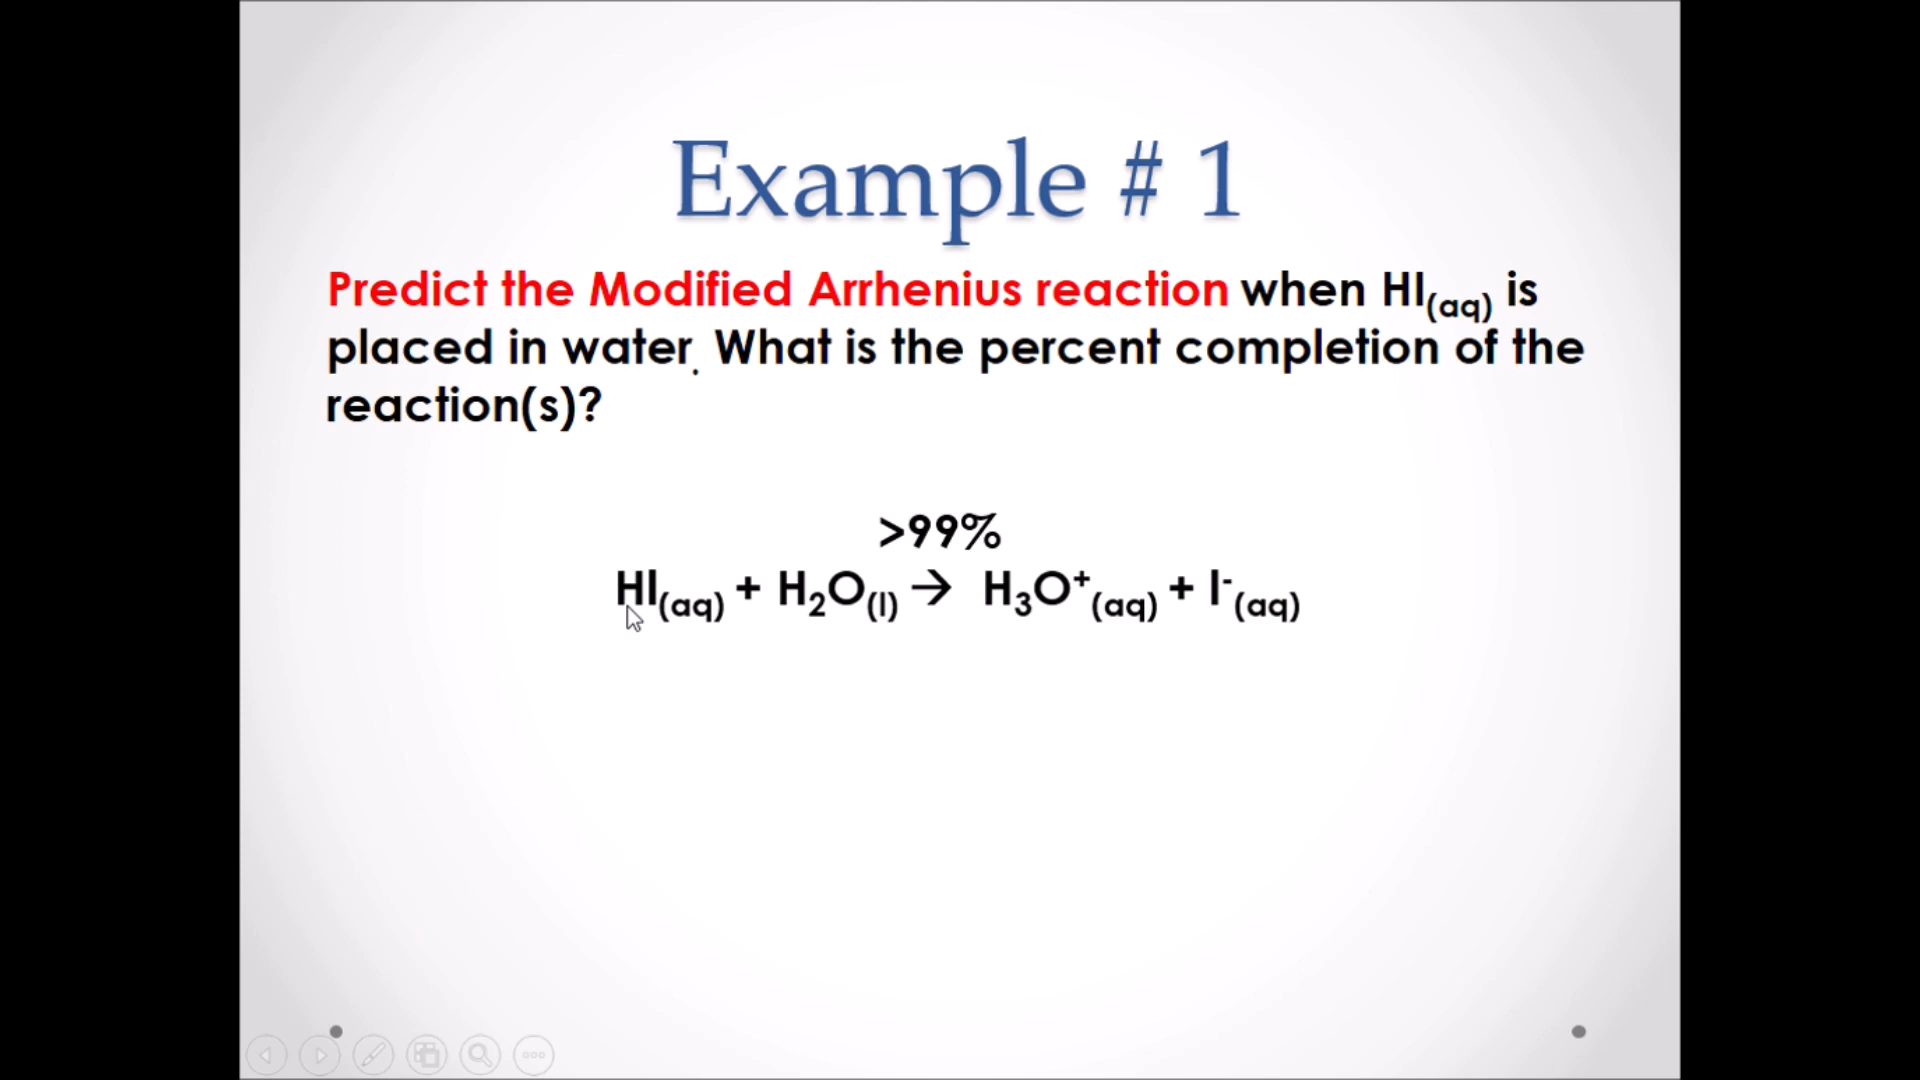 Example # 1
Predict the Modified Arrhenius reaction when HI(aq) is
placed in water. What is the percent completion of the
reaction(s)?
>99%
HI(aq) + H2O(l) → H3O+(aq) + I-(aq)